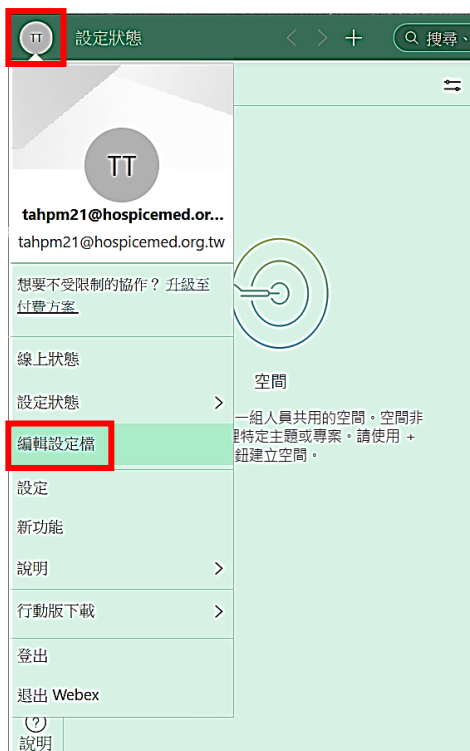 TT 設定狀態 搜尋、
TT
tahpm21@hospicemed.or...
tahpm21@hospicemed.org.tw
想要不受限制的協作？ 升級至
付費方案
線上狀態
空間
設定狀態
一組人員共用的空間。空間非
編輯設定檔
特定主題或專案。請使用 +
鈕建立空間。
設定
新功能
說明
行動版下載
登出
退出 Webex
說明